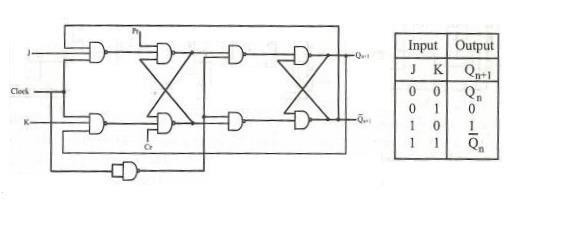 Pr
J
Clock
K
Cr
Qn+1
Q̅n+1
Input Output
J K Qn+1
0 0 Qn
0 1 0
1 0 1
1 1 Q̅n